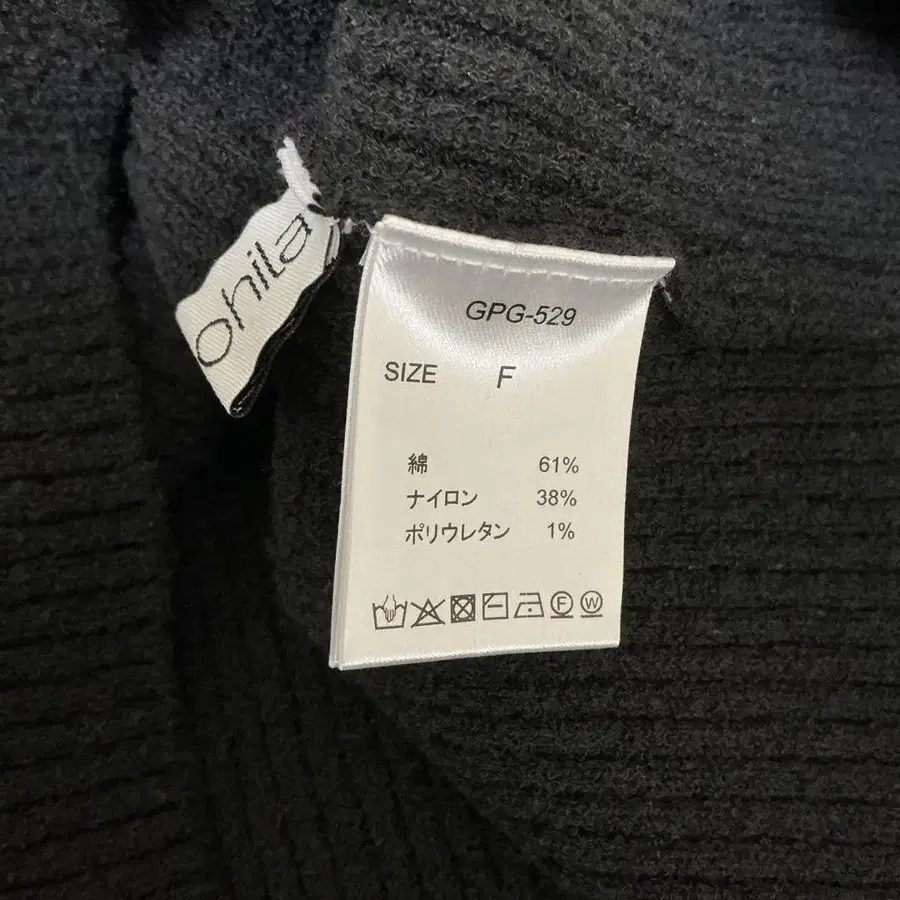 ohila
GPG-529
SIZE F
綿 61%
ナイロン 38%
ポリウレタン 1%
F W